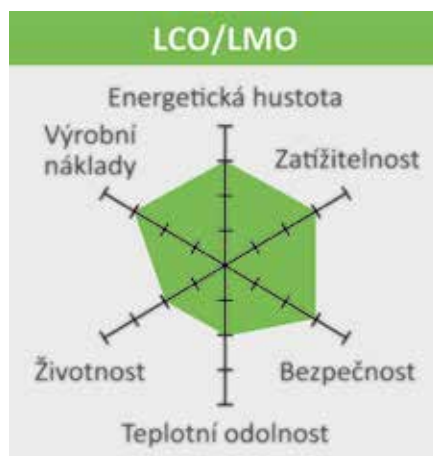 LCO/LMO
Energetická hustota
Výrobní
náklady
Zatížitelnost
Životnost
Bezpečnost
Teplotní odolnost